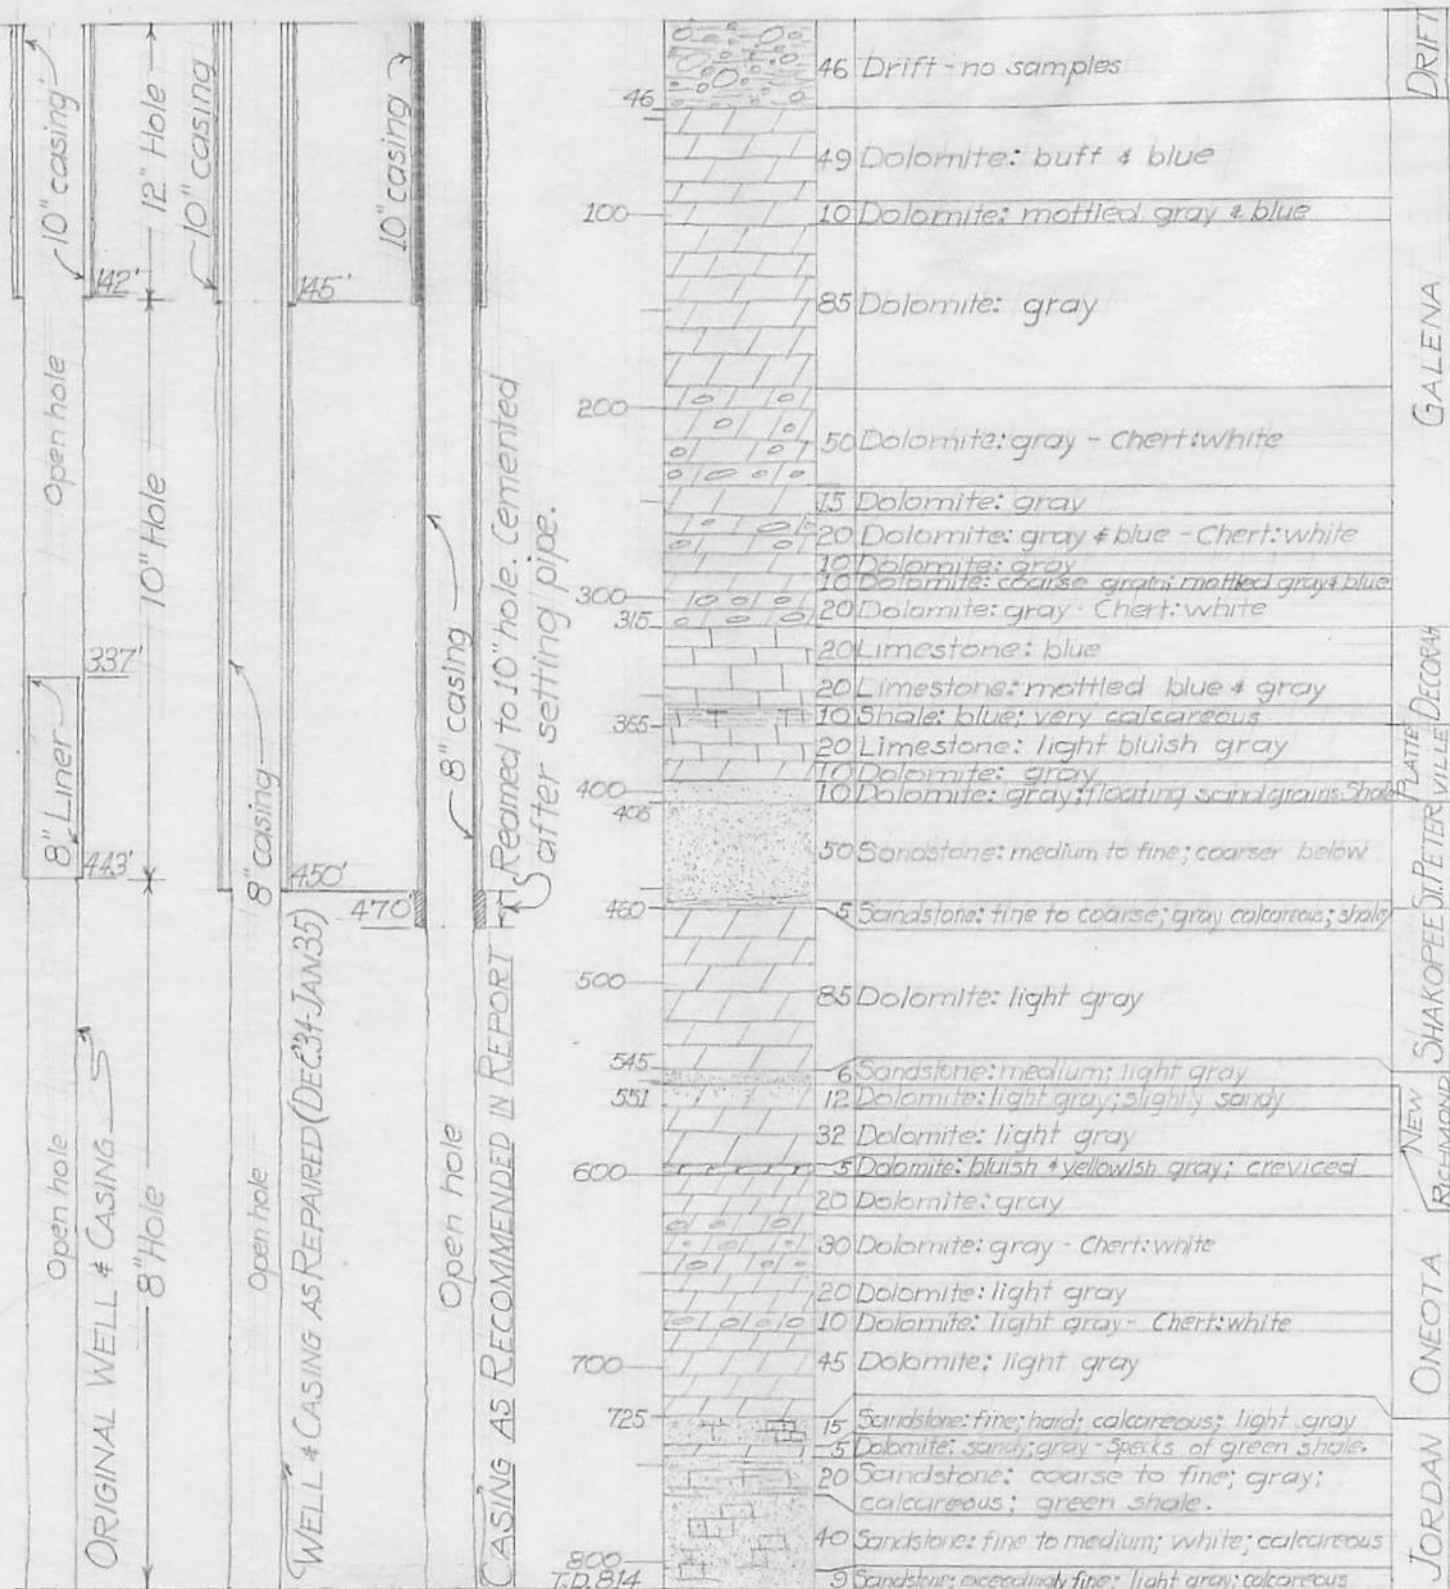 10" casing
142'
Open hole
337'
8" Liner
443'
Open hole
ORIGINAL WELL & CASING
12" Hole
10" Hole
8" Hole
10" casing
145'
8" casing
450'
Open hole
WELL & CASING AS REPAIRED (DEC.'34-JAN 35)
10" casing
8" casing
470'
Open hole
CASING AS RECOMMENDED IN REPORT
Reamed to 10" hole. Cemented
after setting pipe.
46
100
200
300
315
365
400
406
460
500
545
551
600
700
725
800
T.D. 814
46 Drift - no samples
49 Dolomite: buff & blue
10 Dolomite: mottled gray & blue
85 Dolomite: gray
50 Dolomite: gray - Chert: white
15 Dolomite: gray
20 Dolomite: gray & blue - Chert: white
10 Dolomite: gray
10 Dolomite: coarse grain; mottled gray & blue
20 Dolomite: gray - Chert: white
20 Limestone: blue
20 Limestone: mottled blue & gray
10 Shale: blue; very calcareous
20 Limestone: light bluish gray
10 Dolomite: gray
10 Dolomite: gray; floating sand grains. Shale
50 Sandstone: medium to fine; coarser below
5 Sandstone: fine to coarse; gray calcareous; shaly
85 Dolomite: light gray
6 Sandstone: medium; light gray
12 Dolomite: light gray; slightly sandy
32 Dolomite: light gray
5 Dolomite: bluish & yellowish gray; creviced
20 Dolomite: gray
30 Dolomite: gray - Chert: white
20 Dolomite: light gray
10 Dolomite: light gray - Chert: white
45 Dolomite: light gray
15 Sandstone: fine; hard; calcareous; light gray
5 Dolomite: sandy; gray - Specks of green shale.
20 Sandstone: coarse to fine; gray;
calcareous; green shale.
40 Sandstone: fine to medium; white; calcareous
9 Sandstone: exceedingly fine; light gray; calcareous
DRIFT
GALENA
DECORAH
PLATTE
VILLE
ST. PETER
SHAKOPEE
NEW
RICHMOND
ONEOTA
JORDAN